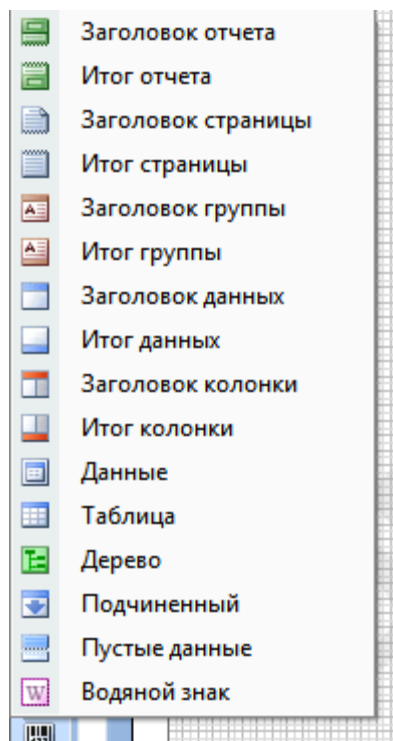 Заголовок отчета
Итог отчета
Заголовок страницы
Итог страницы
Заголовок группы
Итог группы
Заголовок данных
Итог данных
Заголовок колонки
Итог колонки
Данные
Таблица
Дерево
Подчиненный
Пустые данные
Водяной знак